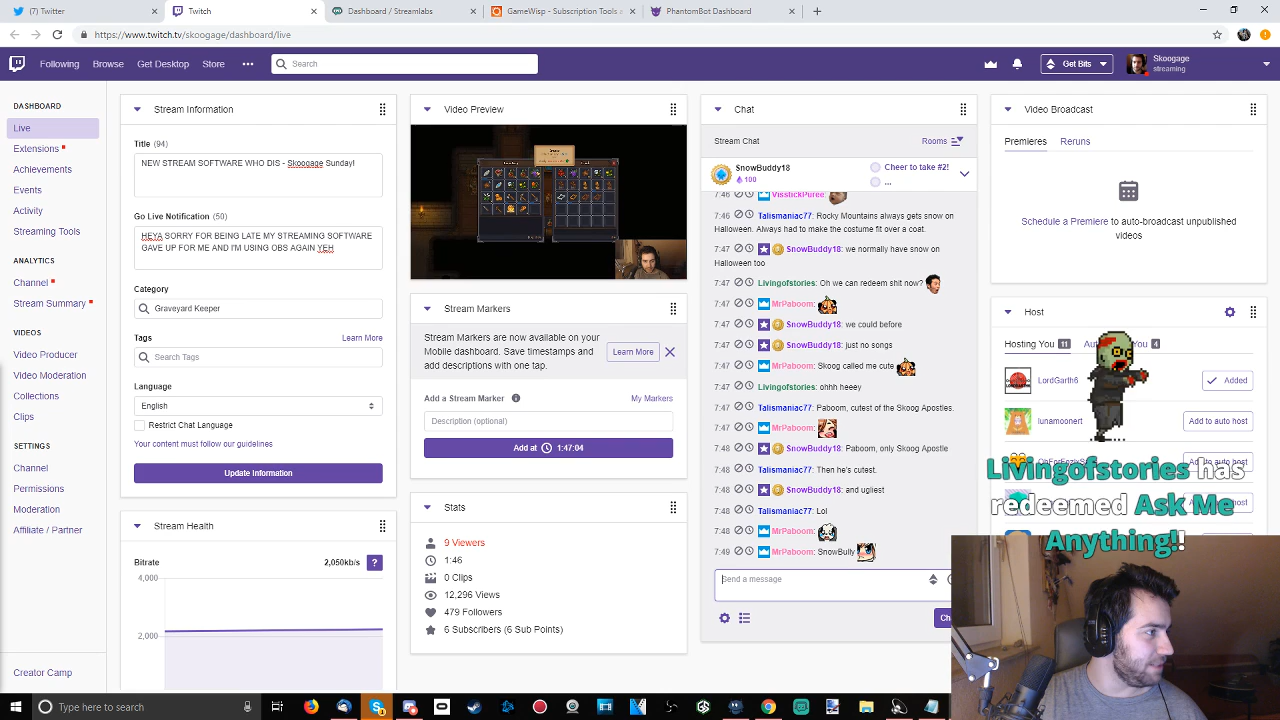 (7) Twitter
Twitch
Dashboard / Streamlabs
GameWisp - Subscription Tools a
PhantomBot Dashboard
https://www.twitch.tv/skoogage/dashboard/live
Following
Browse
Get Desktop
Store
Search
Get Bits
Skoogage
streaming
DASHBOARD
Live
Extensions
Achievements
Events
Activity
Streaming Tools
ANALYTICS
Channel
Stream Summary
VIDEOS
Video Producer
Video Moderation
Collections
Clips
SETTINGS
Channel
Permissions
Moderation
Affiliate / Partner
Creator Camp
Stream Information
Title (94)
NEW STREAM SOFTWARE WHO DIS - Skoogage Sunday!
Go Live Notification (50)
HEYA SORRY FOR BEING LATE MY STREAMING SOFTWARE
GAVE UP FOR ME AND I'M USING OBS AGAIN YEH
Category
Graveyard Keeper
Tags
Learn More
Search Tags
Language
English
Restrict Chat Language
Your content must follow our guidelines
Update Information
Stream Health
Bitrate
2,050kb/s
?
4,000
2,000
Video Preview
Stream Markers
Stream Markers are now available on your
Mobile dashboard. Save timestamps and
add descriptions with one tap.
Learn More
Add a Stream Marker
My Markers
Description (optional)
Add at 1:47:04
Stats
9 Viewers
1:46
0 Clips
12,296 Views
479 Followers
6 Subscribers (6 Sub Points)
Chat
Stream Chat
Rooms
SnowBuddy18
100
Cheer to take #2!
...
7:46 VisstickPuree:
7:46 Talismaniac77: Rocky Mountains always gets snow on
Halloween. Always had to make the costume fit over a coat.
7:47 SnowBuddy18: we normally have snow on
Halloween too
7:47 Livingofstories: Oh we can redeem shit now?
7:47 MrPaboom:
7:47 SnowBuddy18: we could before
7:47 SnowBuddy18: just no songs
7:47 MrPaboom: Skoog called me cute
7:47 Livingofstories: ohhh heeey
7:47 Talismaniac77: Paboom, cutest of the Skoog Apostles.
7:47 MrPaboom:
7:48 SnowBuddy18: Paboom, only Skoog Apostle
7:48 Talismaniac77: Then he's cutest.
7:48 SnowBuddy18: and ugliest
7:48 Talismaniac77: Lol
7:48 MrPaboom:
7:49 MrPaboom: SnowBully
Send a message
Ch
Video Broadcast
Premieres
Reruns
Schedule a Premiere to auto-broadcast unpublished
videos
Host
Hosting You 11
You 4
LordGarth6
Added
lunamoonert
Add to auto host
Add to auto host
Livingofstories has
redeemed Ask Me
Anything!!
Type here to search